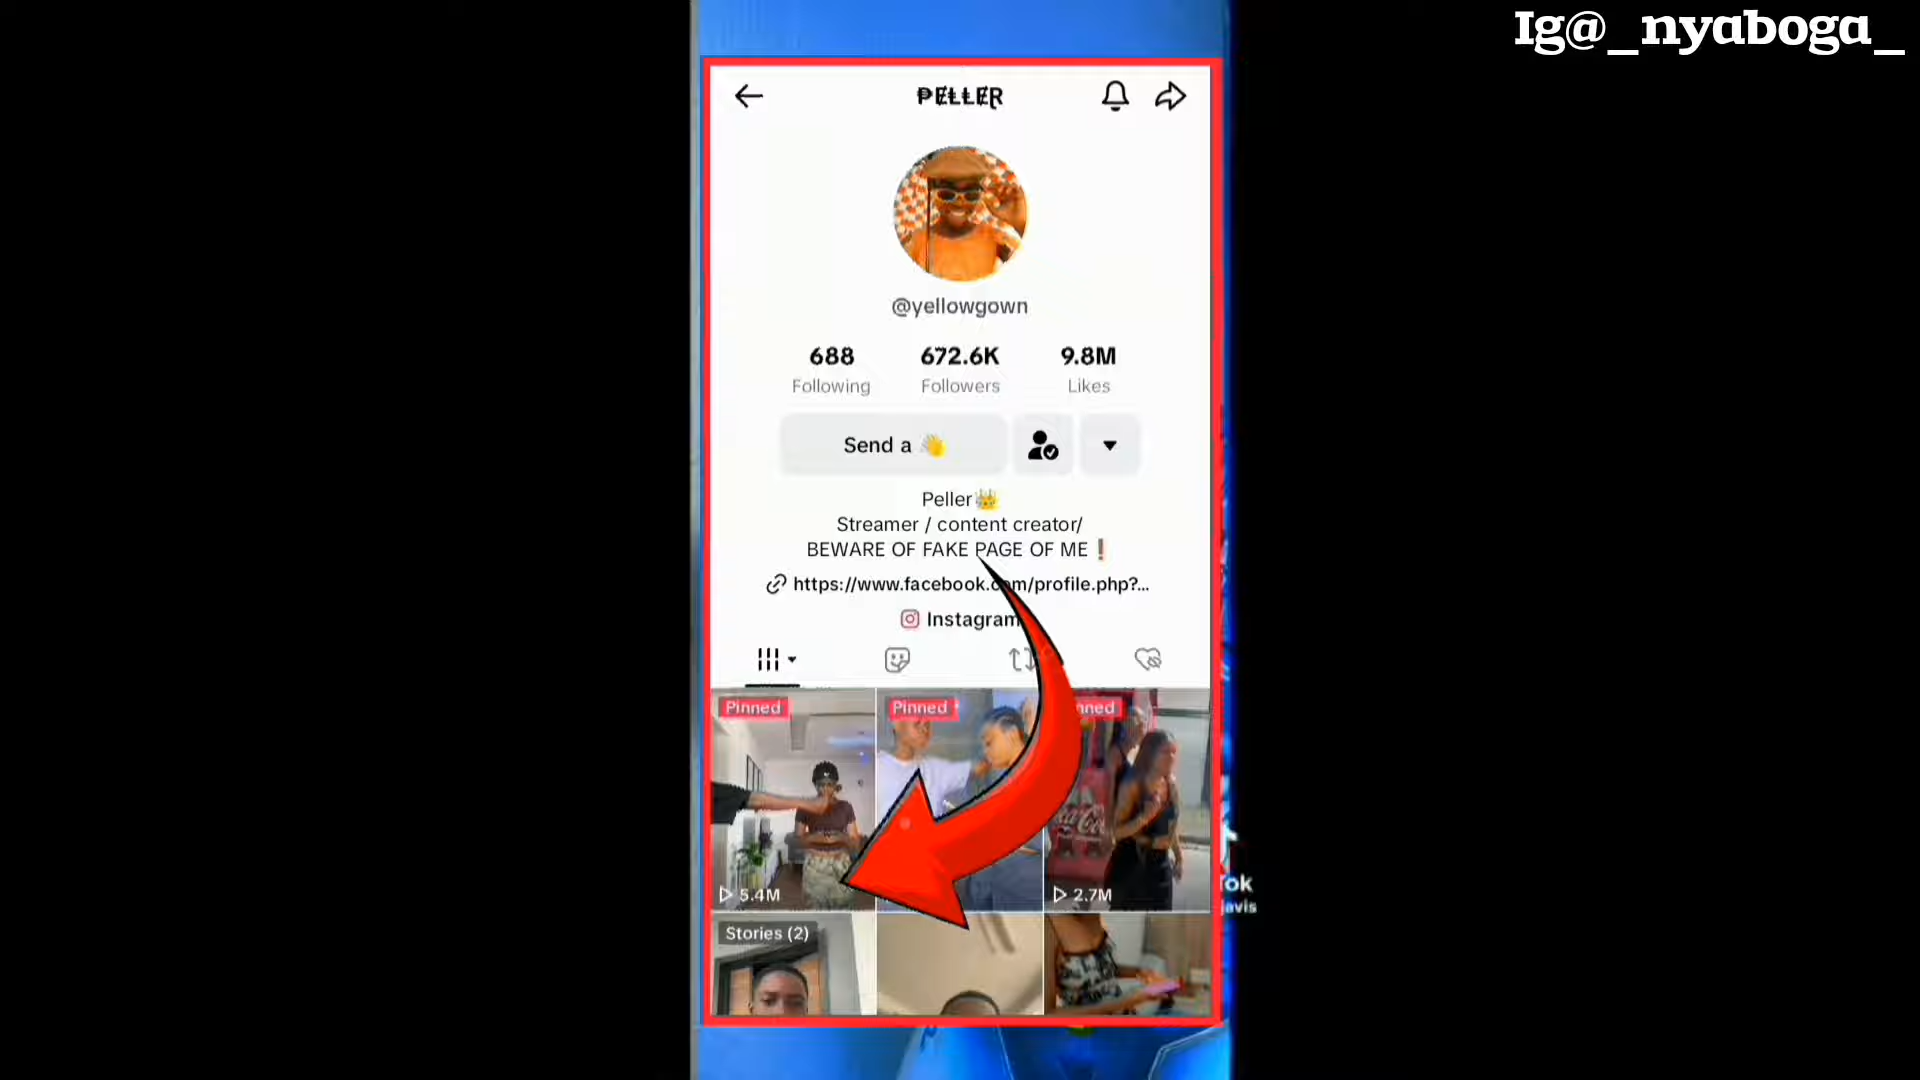 Ig@_nyaboga_
₱ɆⱠⱠɆⱤ
@yellowgown
688 672.6K 9.8M
Following Followers Likes
Send a 👋
Peller👑
Streamer / content creator/
BEWARE OF FAKE PAGE OF ME❗
https://www.facebook.com/profile.php?...
Instagram
Pinned Pinned
5.4M 2.7M
Stories (2)